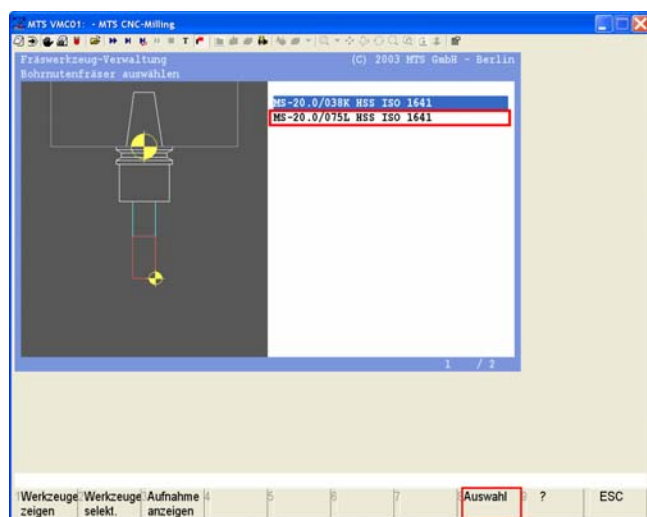 MTS VMC01: - MTS CNC-Milling
Fräswerkzeug-Verwaltung (C) 2003 MTS GmbH - Berlin
Bohrnutenfräser auswählen
MS-20.0/038K HSS ISO 1641
MS-20.0/075L HSS ISO 1641
1 / 2
1 Werkzeuge zeigen
2 Werkzeuge selekt.
3 Aufnahme anzeigen
4
5
6
7
8 Auswahl
9 ?
ESC